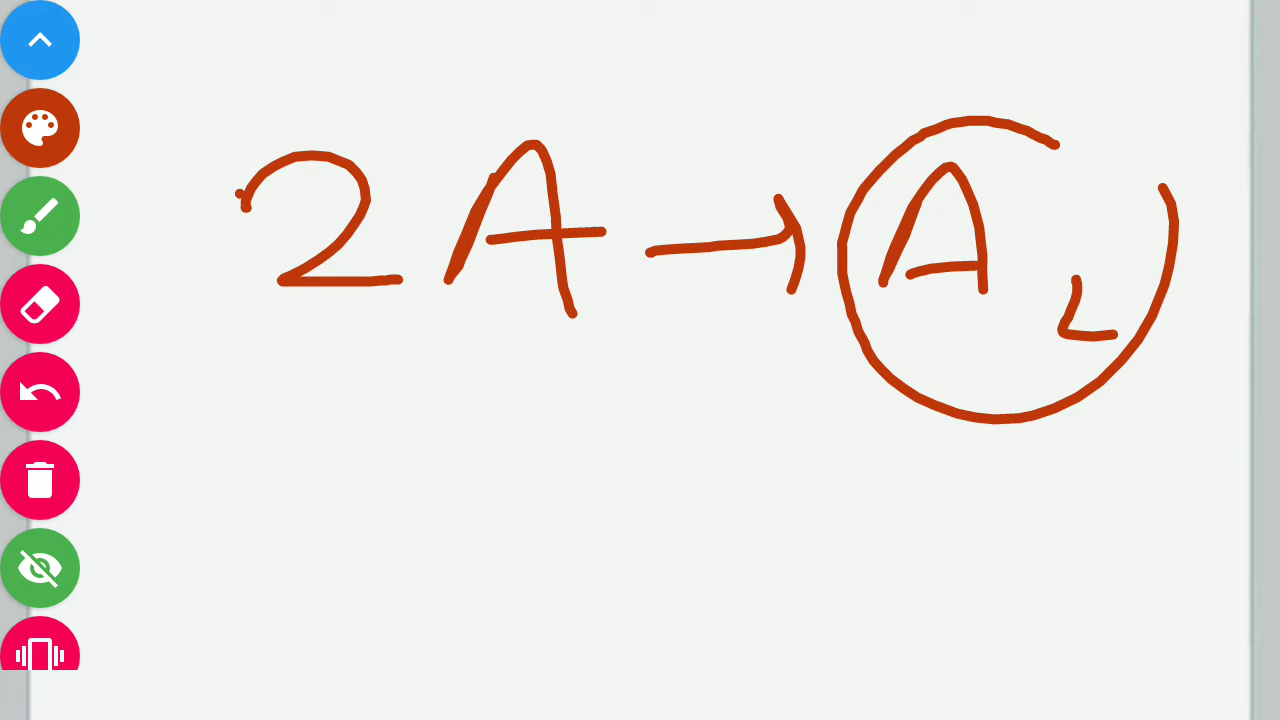 2A → A₂